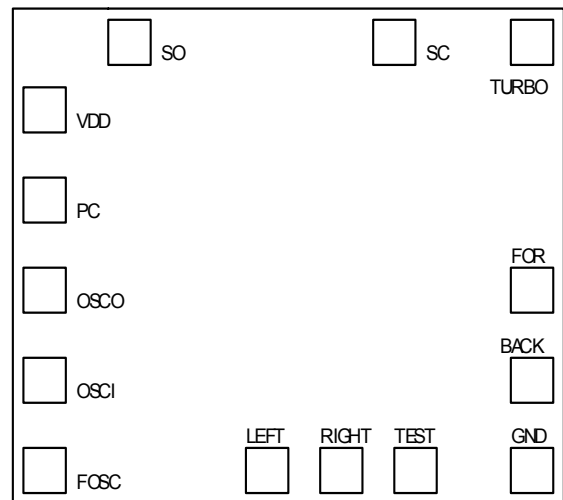 SO
SC
TURBO
VDD
PC
FOR
OSCO
BACK
OSCI
LEFT RIGHT TEST GND
FOSC